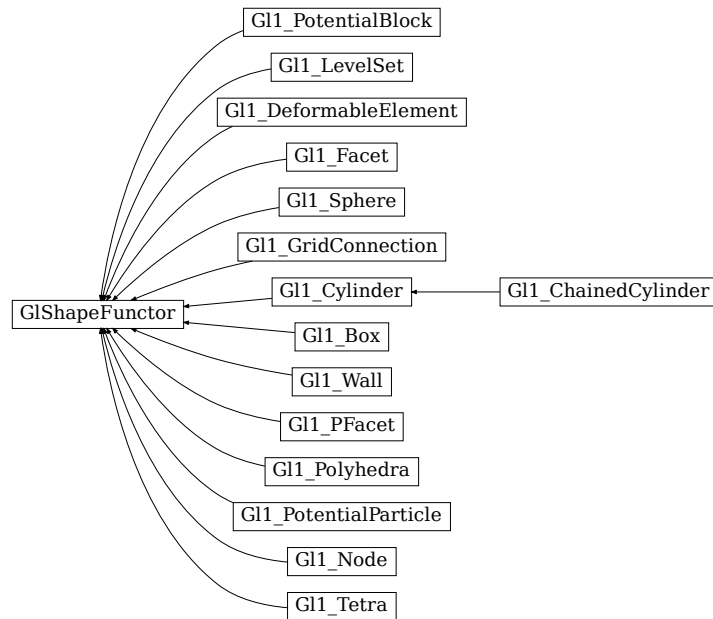 Gl1_PotentialBlock
Gl1_LevelSet
Gl1_DeformableElement
Gl1_Facet
Gl1_Sphere
Gl1_GridConnection
Gl1_Cylinder
Gl1_ChainedCylinder
GlShapeFunctor
Gl1_Box
Gl1_Wall
Gl1_PFacet
Gl1_Polyhedra
Gl1_PotentialParticle
Gl1_Node
Gl1_Tetra